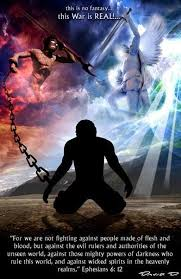 this is no fantasy...
this War is REAL!...
"For we are not fighting against people made of flesh and
blood, but against the evil rulers and authorities of the
unseen world, against those mighty powers of darkness who
rule this world, and against wicked spirits in the heavenly
realms." Ephesians 6: 12